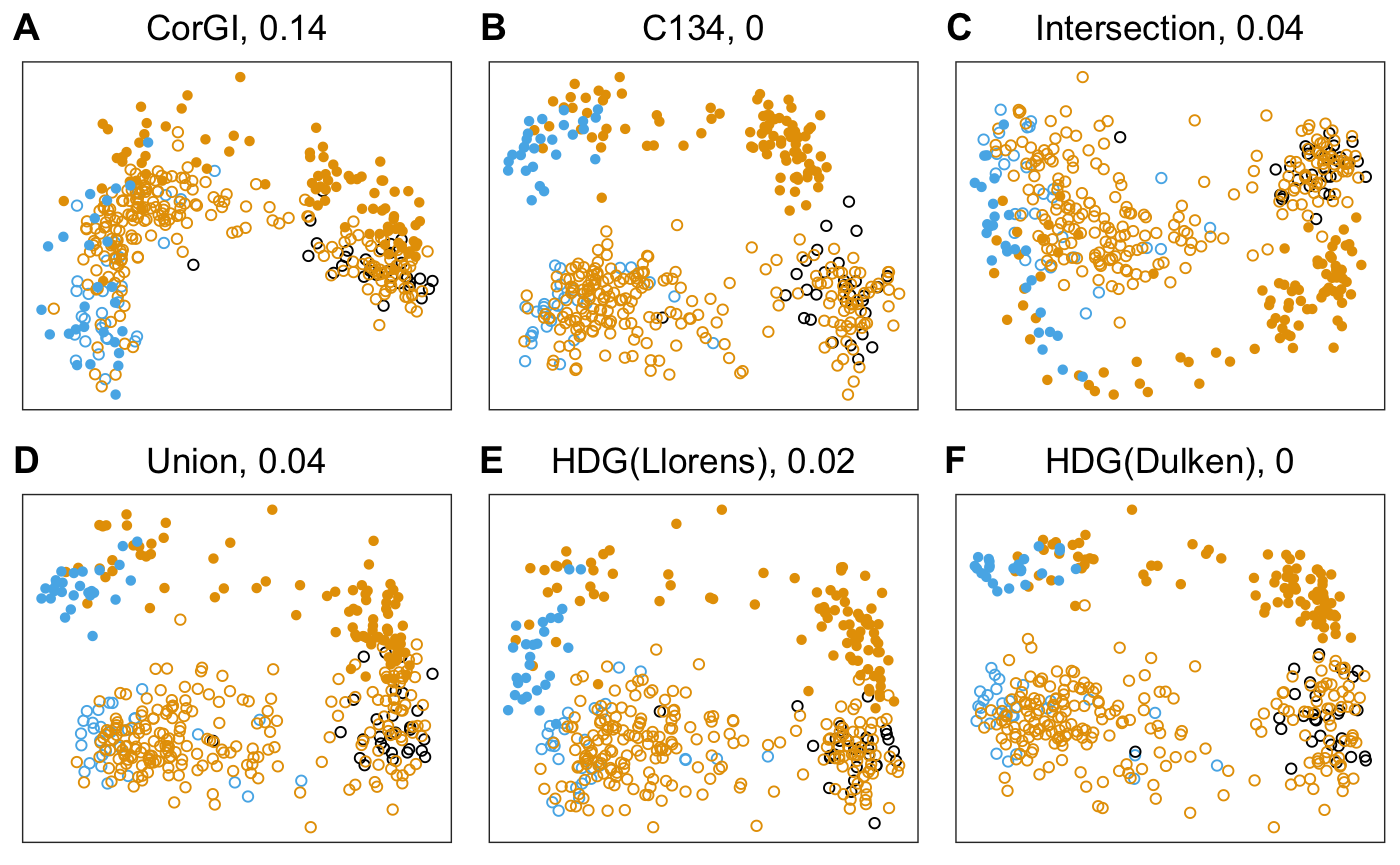 A CorGI, 0.14
B C134, 0
C Intersection, 0.04
D Union, 0.04
E HDG(Llorens), 0.02
F HDG(Dulken), 0